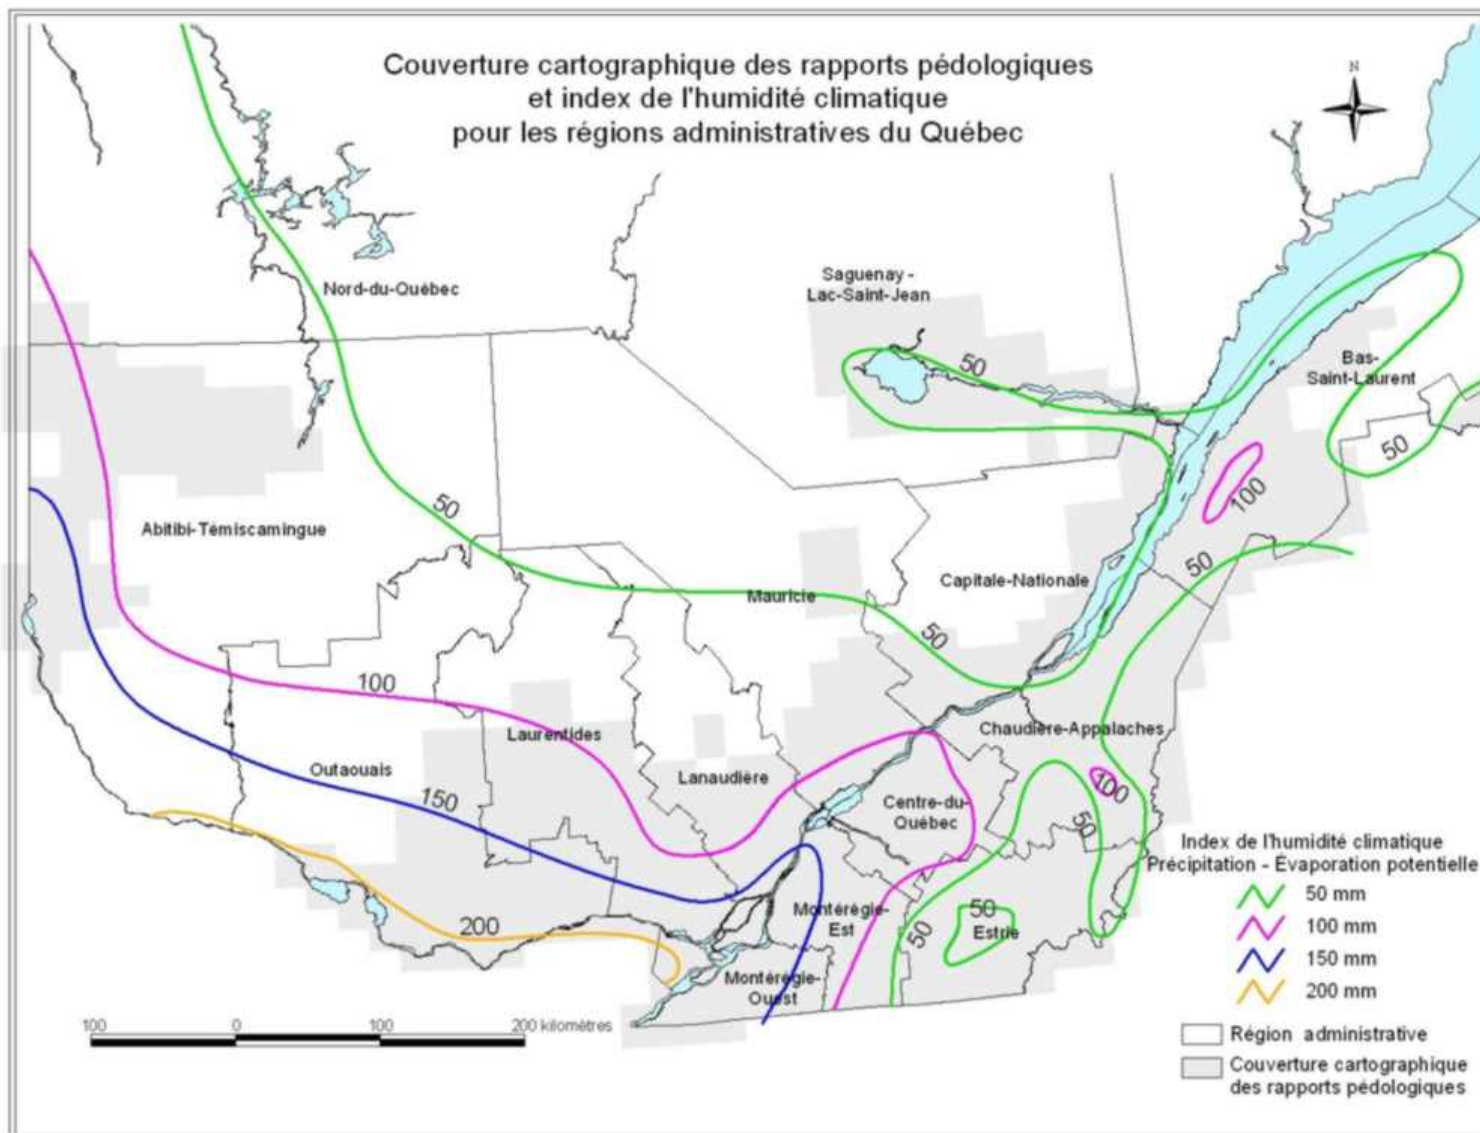 Couverture cartographique des rapports pédologiques
et index de l'humidité climatique
pour les régions administratives du Québec
N
Nord-du-Québec
Saguenay -
Lac-Saint-Jean
50
Bas-
Saint-Laurent
50
100
50
Abitibi-Témiscamingue
50
Mauricie
Capitale-Nationale
50
100
Laurentides
Chaudière-Appalaches
Outaouais
150
Lanaudière
Centre-du-
Québec
100
50
200
Montérégie-
Est
50
50
Estrie
Montérégie-
Ouest
Index de l'humidité climatique
Précipitation - Évaporation potentielle
50 mm
100 mm
150 mm
200 mm
Région administrative
Couverture cartographique
des rapports pédologiques
100 0 100 200 kilomètres